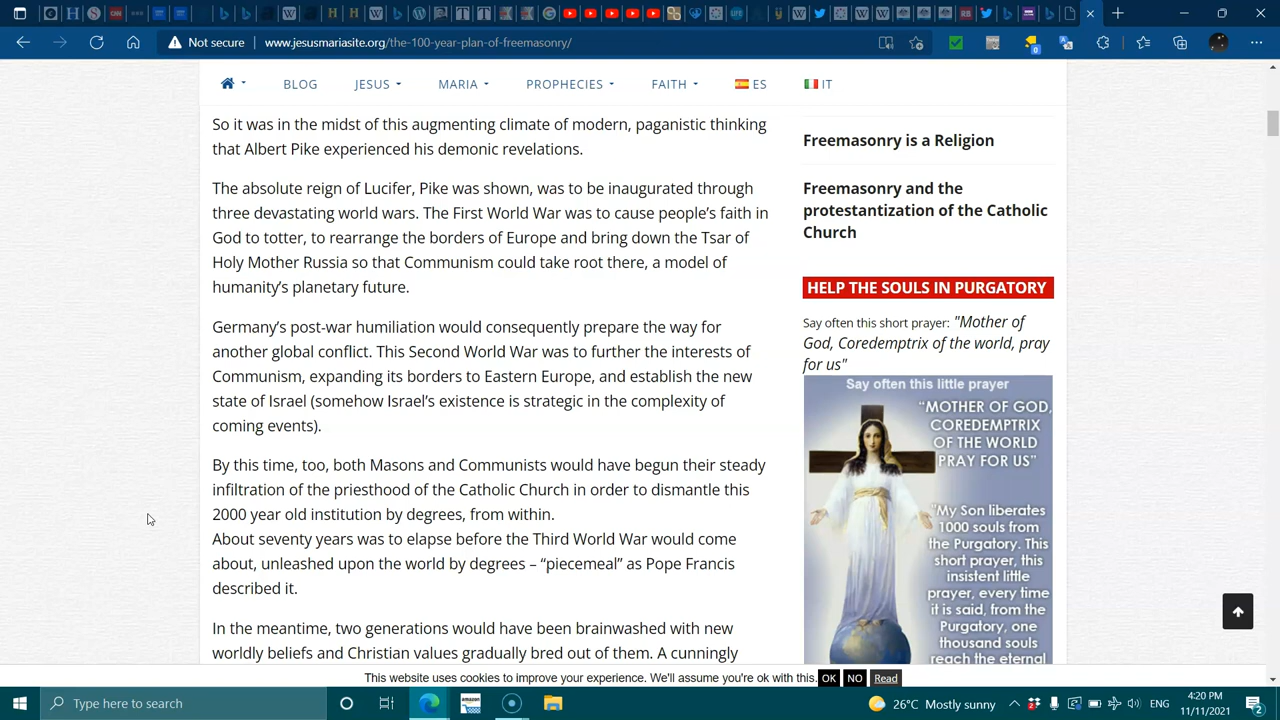 Not secure
www.jesusmariasite.org/the-100-year-plan-of-freemasonry/
BLOG
JESUS
MARIA
PROPHECIES
FAITH
ES
IT
So it was in the midst of this augmenting climate of modern, paganistic thinking
that Albert Pike experienced his demonic revelations.
The absolute reign of Lucifer, Pike was shown, was to be inaugurated through
three devastating world wars. The First World War was to cause people's faith in
God to totter, to rearrange the borders of Europe and bring down the Tsar of
Holy Mother Russia so that Communism could take root there, a model of
humanity's planetary future.
Germany's post-war humiliation would consequently prepare the way for
another global conflict. This Second World War was to further the interests of
Communism, expanding its borders to Eastern Europe, and establish the new
state of Israel (somehow Israel's existence is strategic in the complexity of
coming events).
By this time, too, both Masons and Communists would have begun their steady
infiltration of the priesthood of the Catholic Church in order to dismantle this
2000 year old institution by degrees, from within.
About seventy years was to elapse before the Third World War would come
about, unleashed upon the world by degrees – “piecemeal” as Pope Francis
described it.
In the meantime, two generations would have been brainwashed with new
worldly beliefs and Christian values gradually bred out of them. A cunningly
Freemasonry is a Religion
Freemasonry and the
protestantization of the Catholic
Church
HELP THE SOULS IN PURGATORY
Say often this short prayer: "Mother of
God, Coredemptrix of the world, pray
for us"
Say often this little prayer
“MOTHER OF GOD,
COREDEMPTRIX
OF THE WORLD
PRAY FOR US”
“My Son liberates
1000 souls from
the Purgatory. This
short prayer, this
insistent little
prayer, every time
it is said, from the
Purgatory, one
thousand souls
reach the eternal
This website uses cookies to improve your experience. We'll assume you're ok with this.
OK
NO
Read
Type here to search
26°C Mostly sunny
4:20 PM
11/11/2021